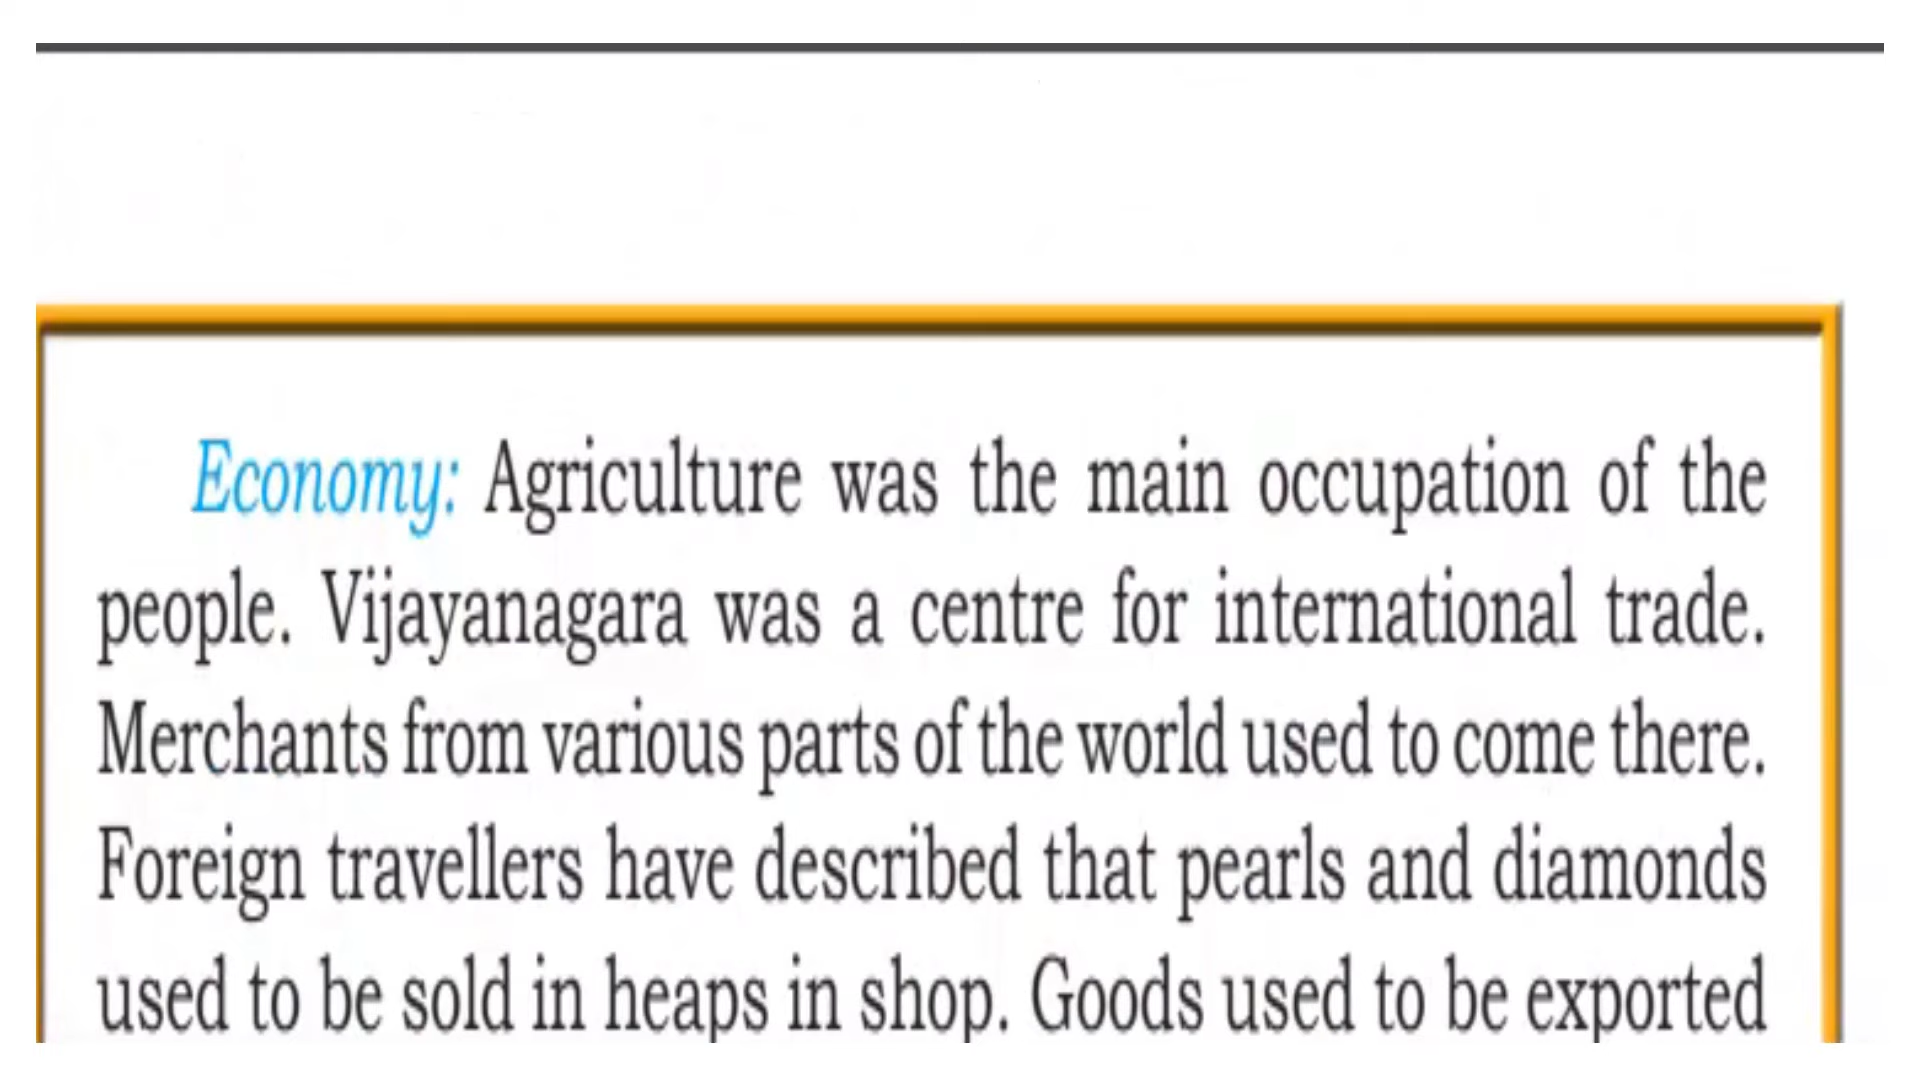 Economy: Agriculture was the main occupation of the
people. Vijayanagara was a centre for international trade.
Merchants from various parts of the world used to come there.
Foreign travellers have described that pearls and diamonds
used to be sold in heaps in shop. Goods used to be exported